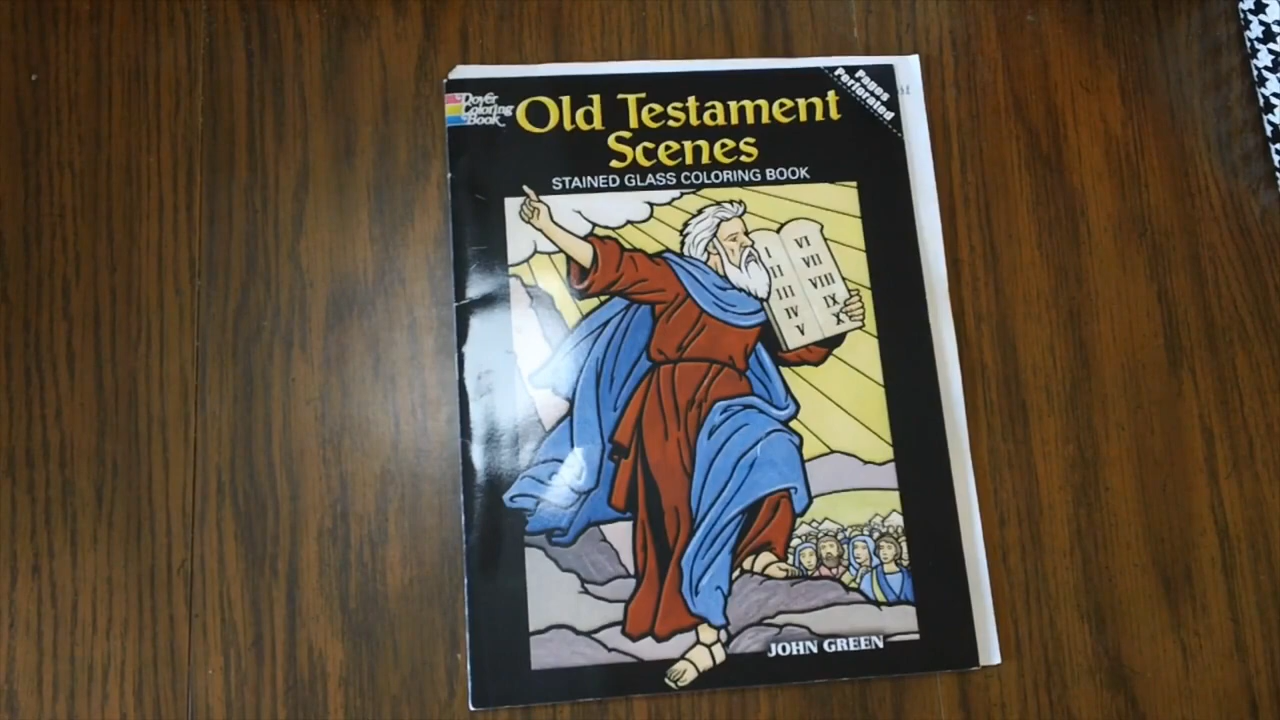 Dover
Coloring
Book
Old Testament
Scenes
STAINED GLASS COLORING BOOK
Pages
Perforated
I
II
III
IV
V
VI
VII
VIII
IX
X
JOHN GREEN